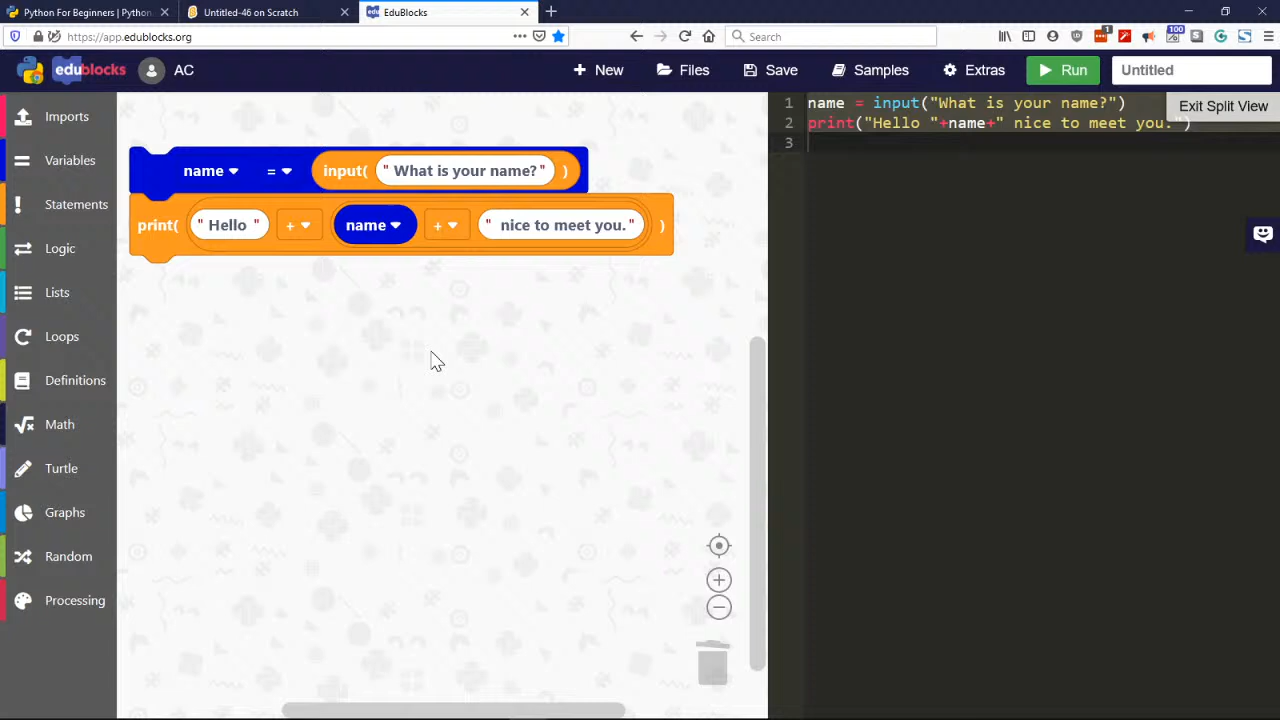 Python For Beginners | Python.
Untitled-46 on Scratch
EduBlocks
https://app.edublocks.org
Search
100
1
edublocks
AC
New
Files
Save
Samples
Extras
Run
Untitled
Exit Split View
Imports
Variables
Statements
Logic
Lists
Loops
Definitions
Math
Turtle
Graphs
Random
Processing
name = input( " What is your name? " )
print( " Hello " + name + " nice to meet you. " )
1 name = input("What is your name?")
2 print("Hello "+name+" nice to meet you.")
3